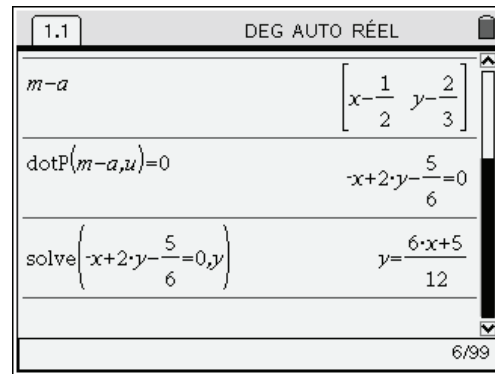 1.1 DEG AUTO RÉEL
m−a [x−1/2 y−2/3]
dotP(m−a,u)=0 -x+2·y−5/6=0
solve(-x+2·y−5/6=0,y) y=(6·x+5)/12
6/99